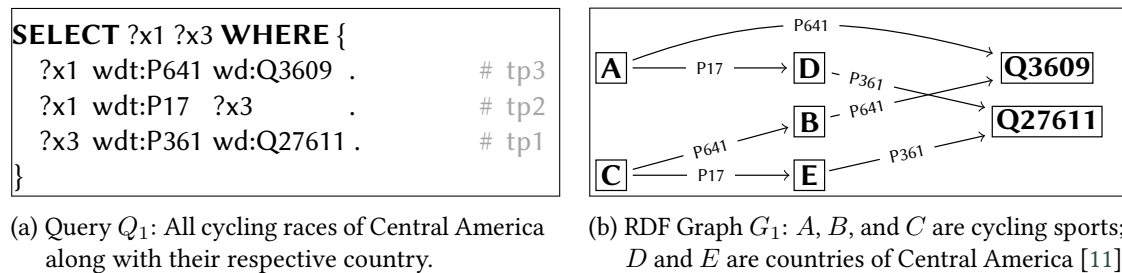 SELECT ?x1 ?x3 WHERE {
?x1 wdt:P641 wd:Q3609 . # tp3
?x1 wdt:P17 ?x3 . # tp2
?x3 wdt:P361 wd:Q27611 . # tp1
}
(a) Query Q1: All cycling races of Central America
along with their respective country.
P641
A P17 D P361 Q3609
B P641 Q27611
P641
C P17 E P361
(b) RDF Graph G1: A, B, and C are cycling sports;
D and E are countries of Central America [11]